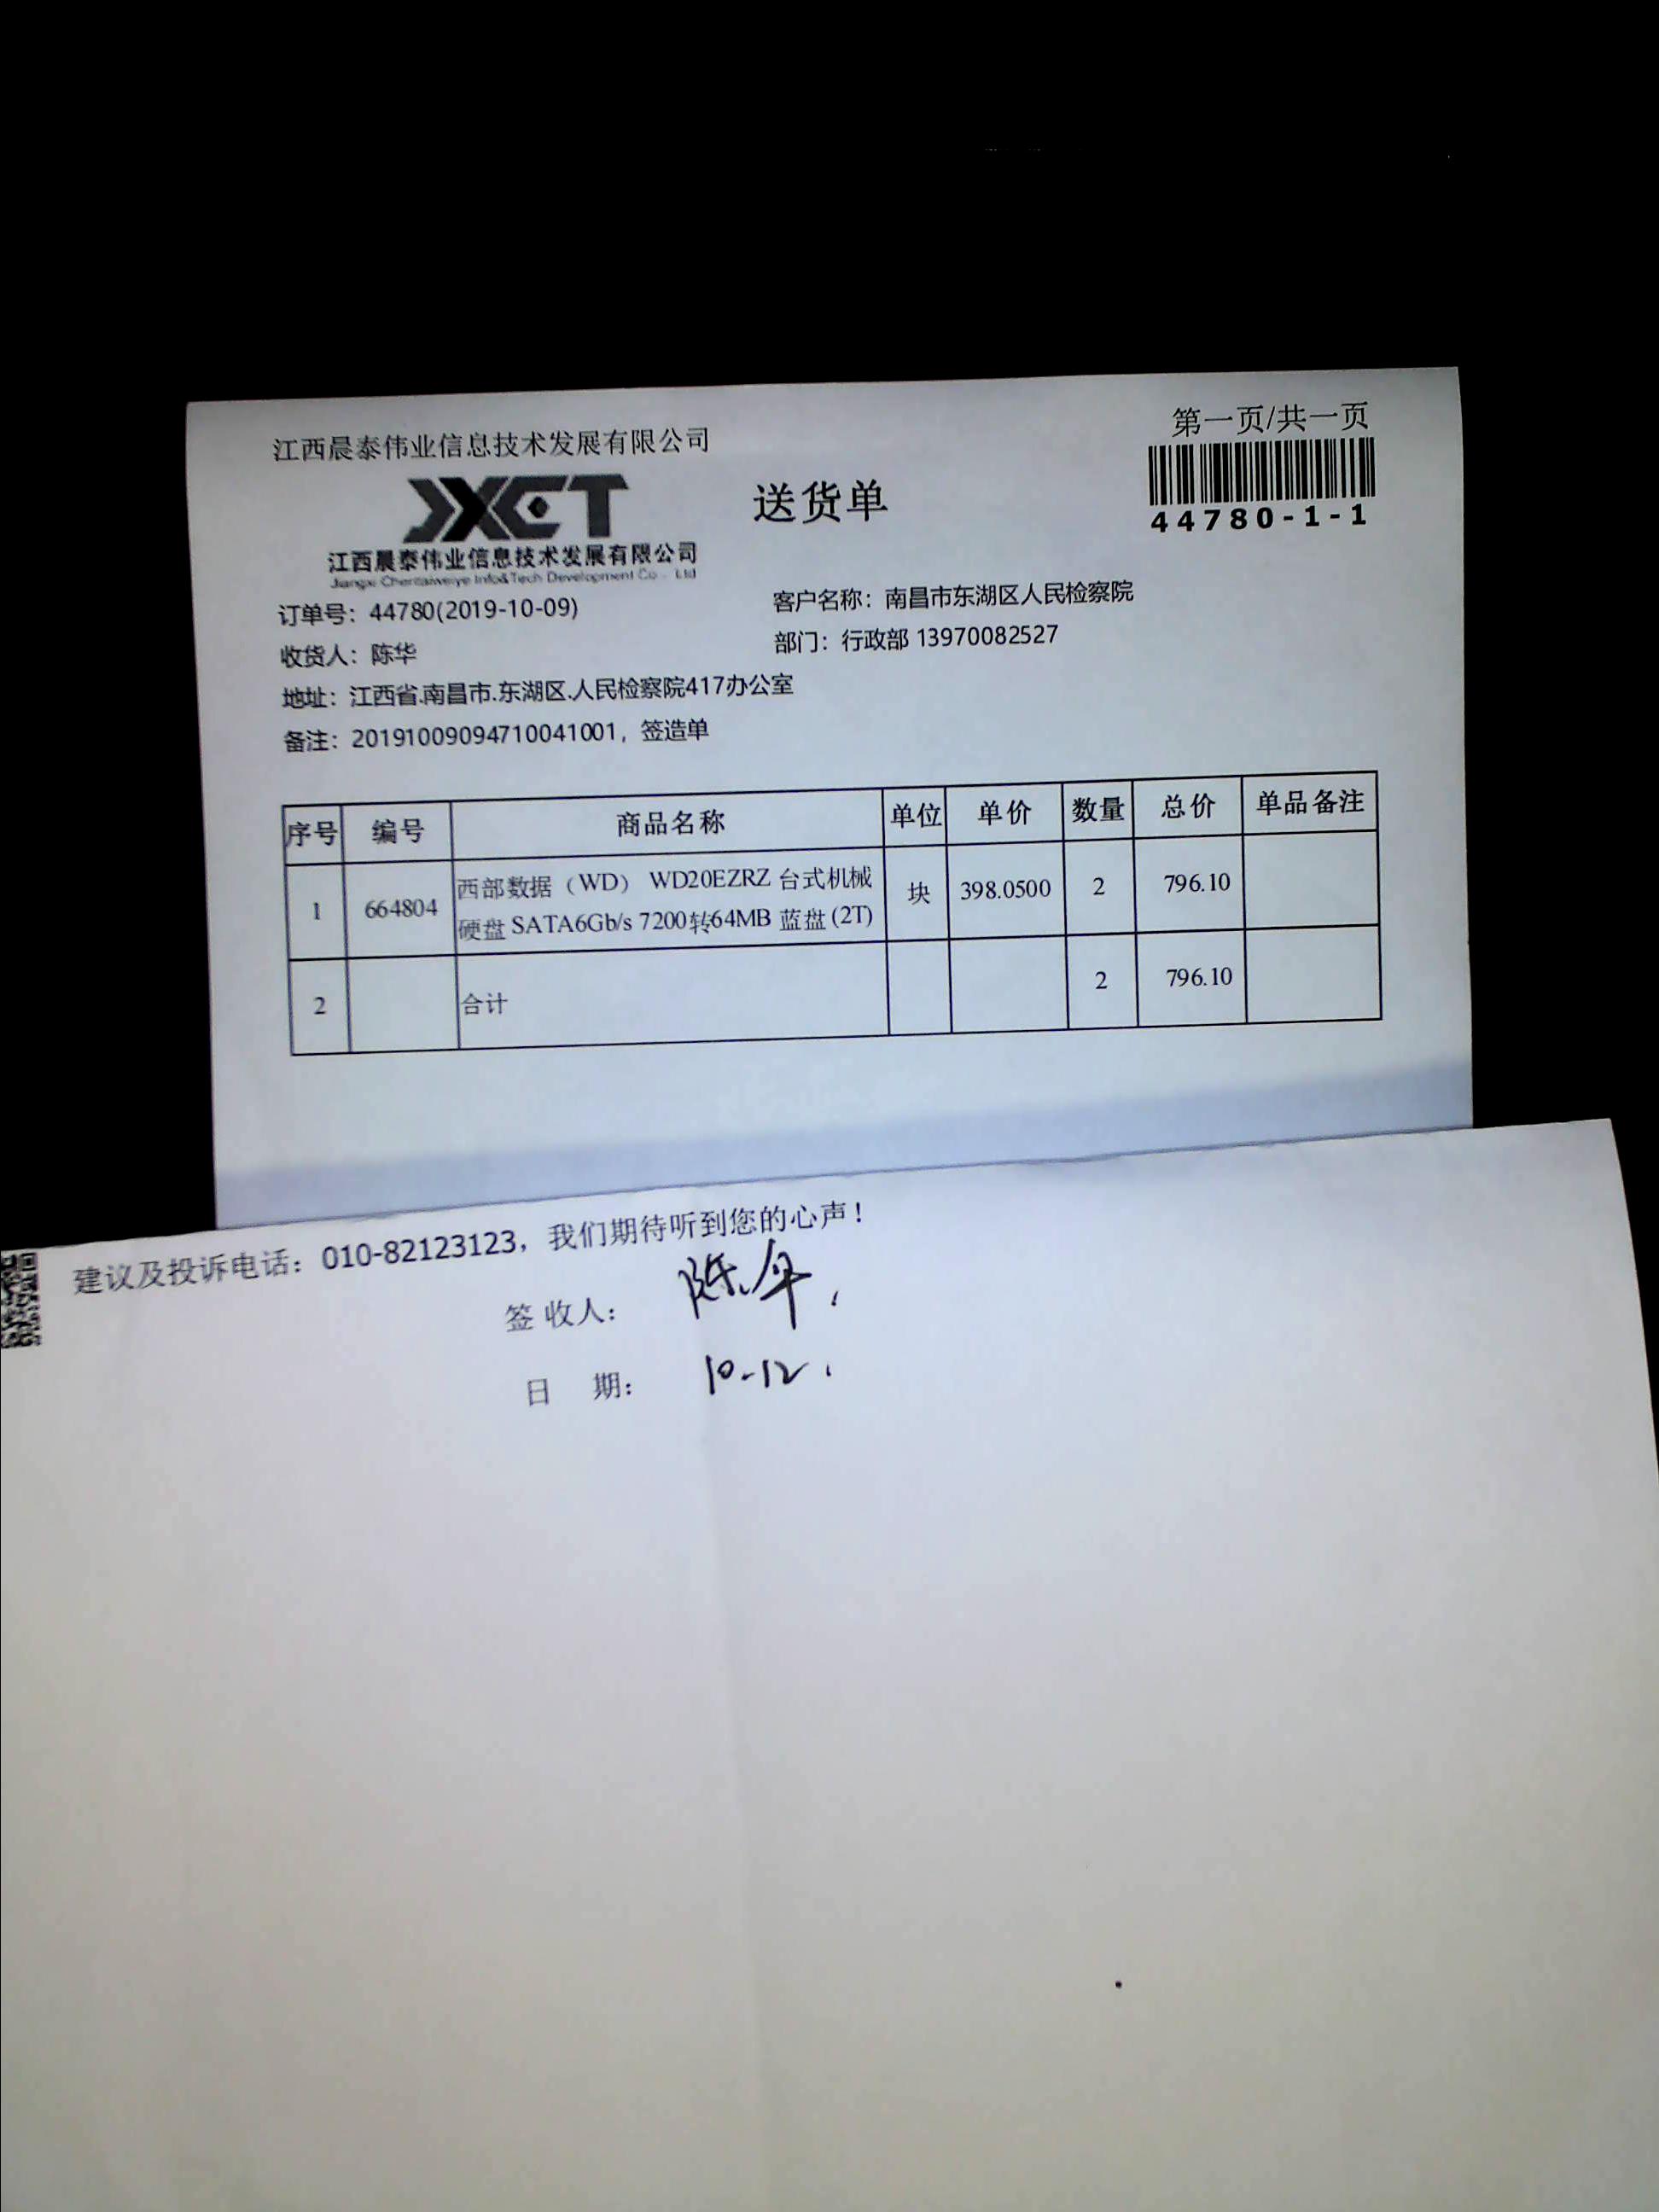 第一页/共一页
江西晨泰伟业信息技术发展有限公司
JXCT
送货单
44780-1-1
江西晨泰伟业信息技术发展有限公司
Jiangxi Chentaiweiye Info&Tech Development Co., Ltd
订单号：44780(2019-10-09)
客户名称：南昌市东湖区人民检察院
收货人：陈华
部门：行政部 13970082527
地址：江西省.南昌市.东湖区.人民检察院417办公室
备注：20191009094710041001，签造单
序号 编号 商品名称 单位 单价 数量 总价 单品备注
1 664804 西部数据（WD） WD20EZRZ 台式机械 块 398.0500 2 796.10
硬盘 SATA6Gb/s 7200转64MB 蓝盘 (2T)
2 合计 2 796.10
建议及投诉电话：010-82123123，我们期待听到您的心声！
签 收人： 陈华
日 期： 10-12